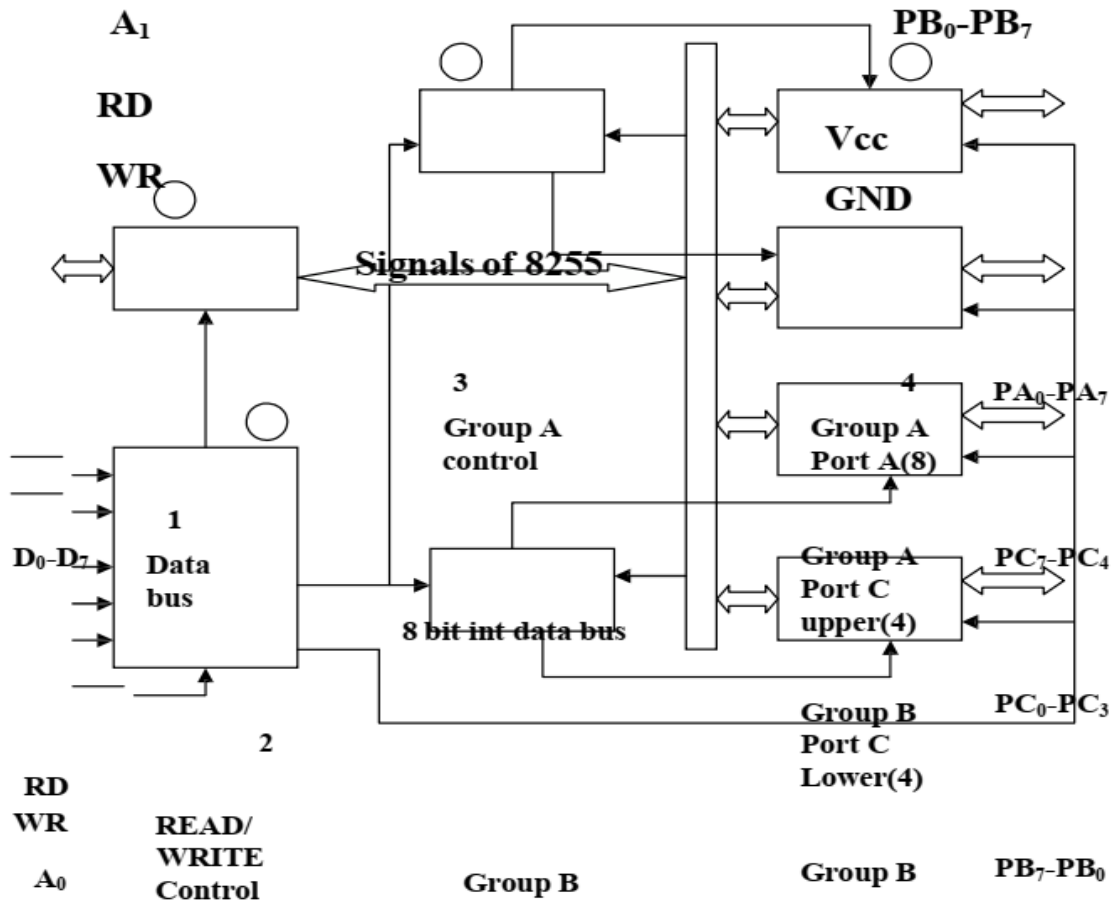 A₁ PB₀-PB₇
RD
Vcc
WR
GND
Signals of 8255
3 4 PA₀-PA₇
Group A
control
Group A
Port A(8)
1
D₀-D₇
Data
bus
Group A
Port C
upper(4)
PC₇-PC₄
8 bit int data bus
PC₀-PC₃
Group B
Port C
Lower(4)
2
RD
WR
READ/
WRITE
Control
A₀
Group B
Group B
PB₇-PB₀